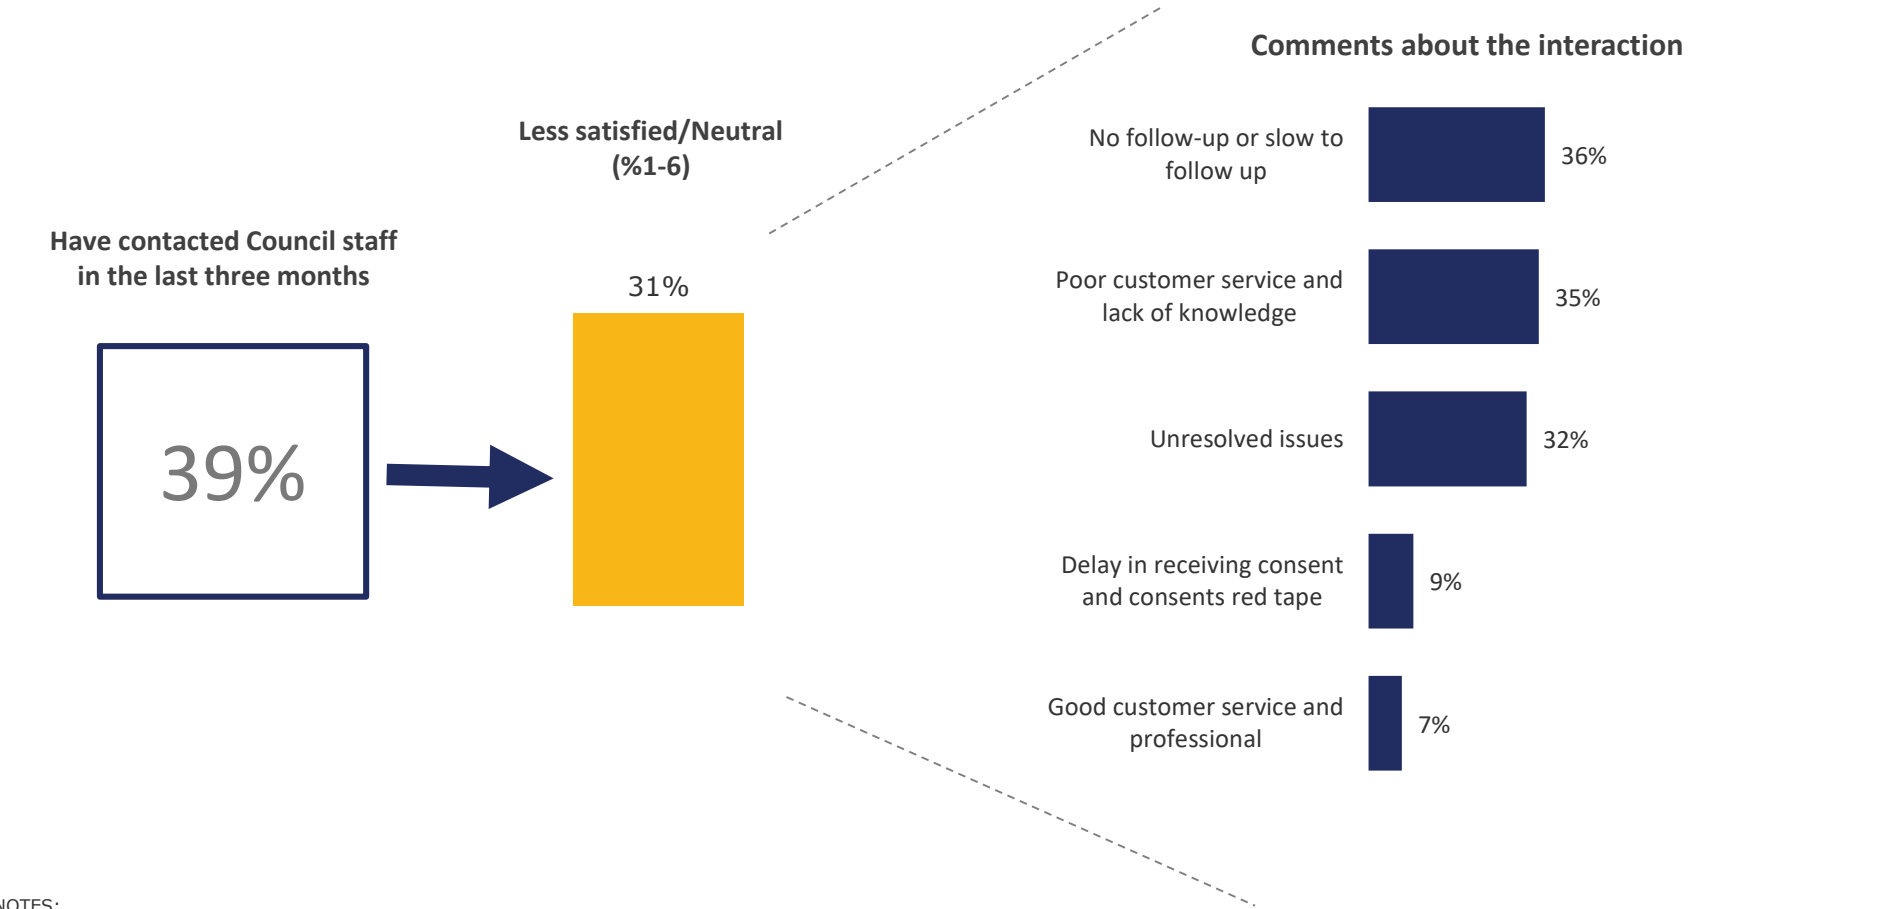 Comments about the interaction
Less satisfied/Neutral
(%1-6)
Have contacted Council staff
in the last three months
39%
31%
No follow-up or slow to
follow up
36%
Poor customer service and
lack of knowledge
35%
Unresolved issues
32%
Delay in receiving consent
and consents red tape
9%
Good customer service and
professional
7%
NOTES: